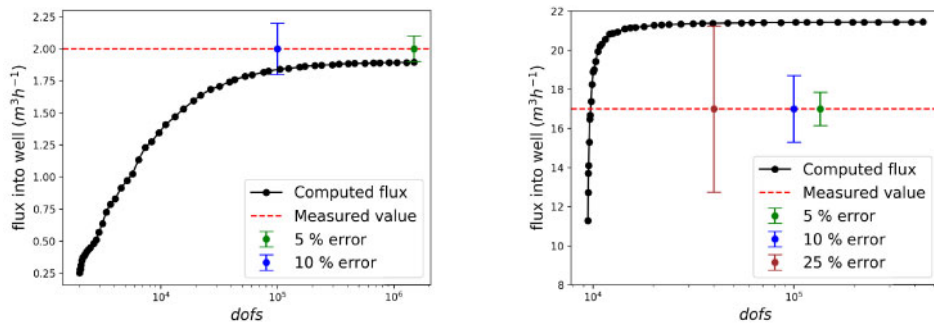 2.25
2.00
1.75
1.50
1.25
1.00
0.75
0.50
0.25
flux into well (m³h⁻¹)
Computed flux
Measured value
5 % error
10 % error
10⁴
10⁵
10⁶
dofs
22
20
18
16
14
12
10
8
flux into well (m³h⁻¹)
Computed flux
Measured value
5 % error
10 % error
25 % error
10⁴
10⁵
dofs